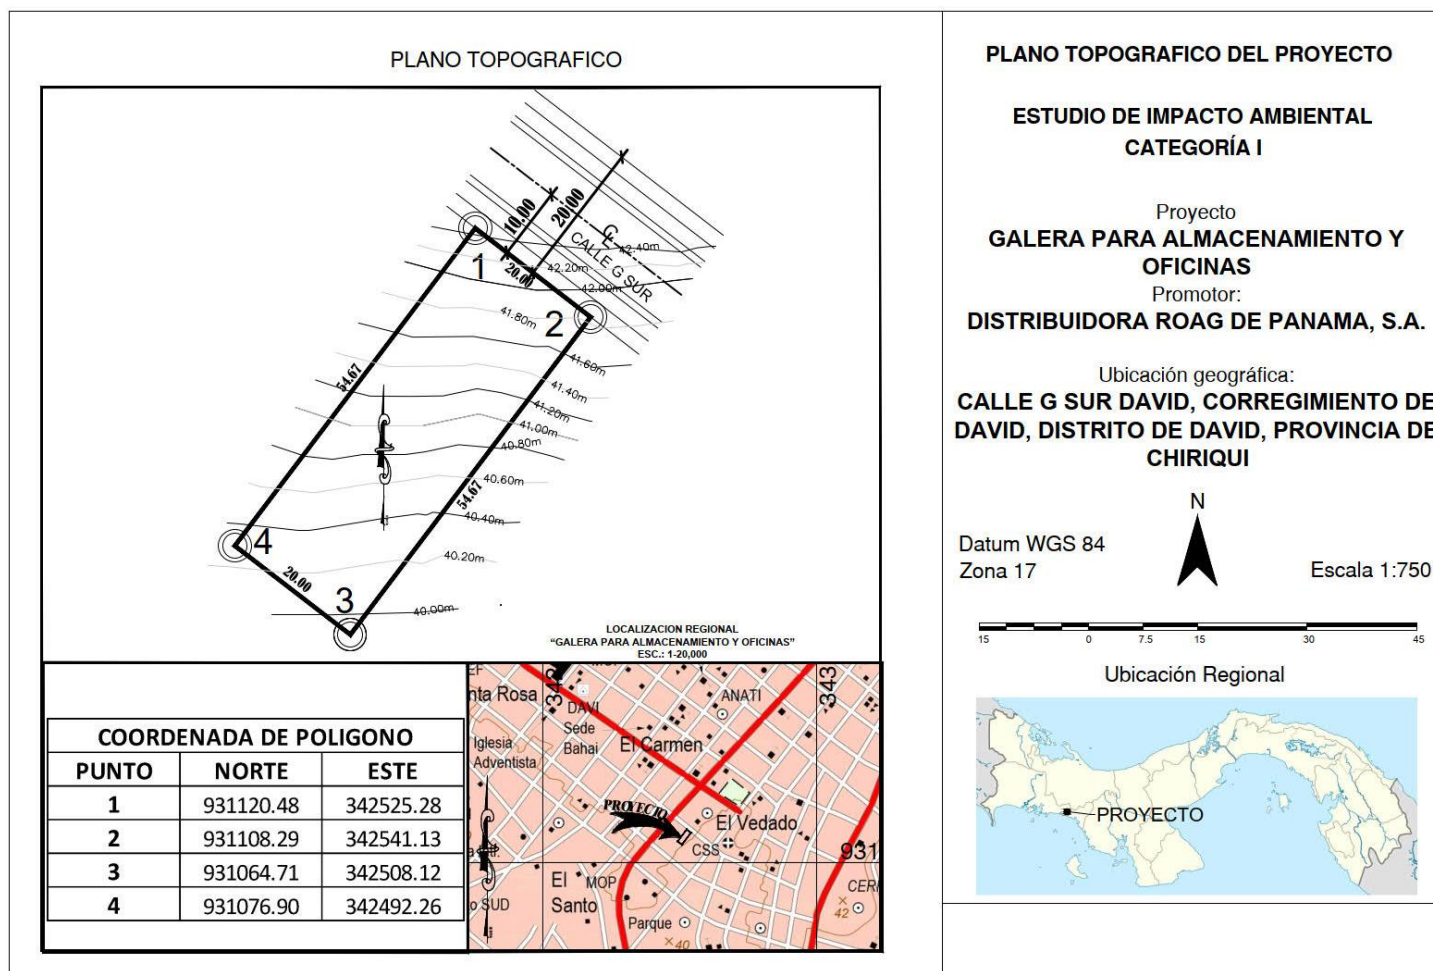 PLANO TOPOGRAFICO
10.00
20.00
20.00
CL
CALLE G SUR
42.40m
42.20m
42.00m
41.80m
41.60m
41.40m
41.20m
41.00m
40.80m
40.60m
40.40m
40.20m
40.00m
1
2
3
4
54.67
54.67
20.00
LOCALIZACION REGIONAL
“GALERA PARA ALMACENAMIENTO Y OFICINAS”
ESC.: 1-20,000
COORDENADA DE POLIGONO
PUNTO NORTE ESTE
1 931120.48 342525.28
2 931108.29 342541.13
3 931064.71 342508.12
4 931076.90 342492.26
nta Rosa
DAVI
Sede
Bahai
ANATI
343
Iglesia
Adventista
El Carmen
PROYECTO
El Vedado
CSS
931
El
Santo
MOP
SUD
Parque
CER
42
40
PLANO TOPOGRAFICO DEL PROYECTO
ESTUDIO DE IMPACTO AMBIENTAL
CATEGORÍA I
Proyecto
GALERA PARA ALMACENAMIENTO Y
OFICINAS
Promotor:
DISTRIBUIDORA ROAG DE PANAMA, S.A.
Ubicación geográfica:
CALLE G SUR DAVID, CORREGIMIENTO DE
DAVID, DISTRITO DE DAVID, PROVINCIA DE
CHIRIQUI
N
Datum WGS 84
Zona 17
Escala 1:750
15 0 7.5 15 30 45
Ubicación Regional
PROYECTO